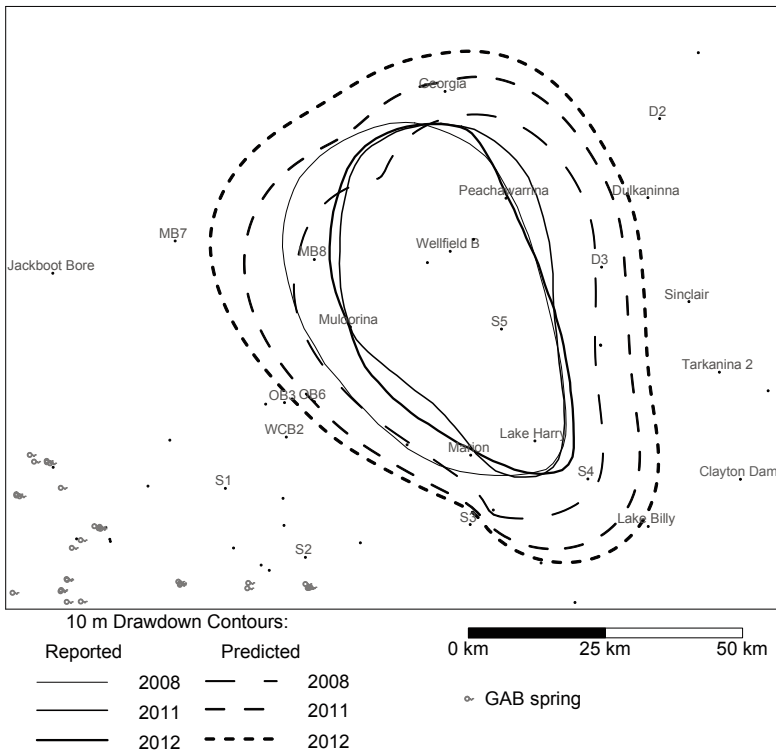 Georgia
D2
Peachawarrina
Dulkaninna
MB7
Wellfield B
MB8
D3
Jackboot Bore
Sinclair
Muloorina
S5
Tarkanina 2
OB3
OB6
WCB2
Lake Harry
Marion
S1
S4
Clayton Dam
S3
Lake Billy
S2
10 m Drawdown Contours:
Reported
Predicted
2008
2008
2011
2011
2012
2012
0 km
25 km
50 km
GAB spring